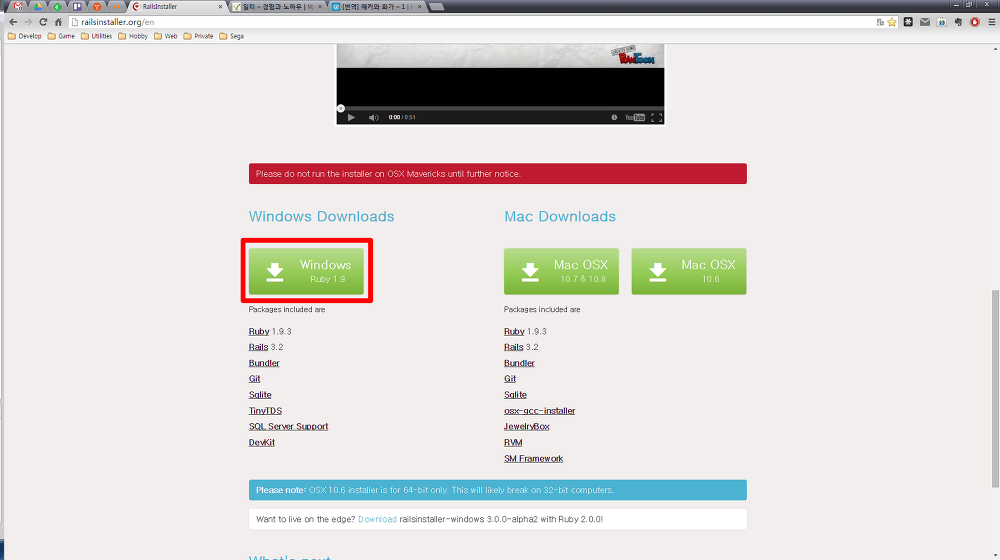 RailsInstaller
일터 - 경험과 노하우 | 
[번역] 해커와 화가 - 1 | 
railsinstaller.org/en
Develop Game Utilities Hobby Web Private Sega
POWTOON
0:00 / 0:51
YouTube
Please do not run the installer on OSX Mavericks until further notice.
Windows Downloads
Windows
Ruby 1.9
Packages included are
Ruby 1.9.3
Rails 3.2
Bundler
Git
Sqlite
TinyTDS
SQL Server Support
DevKit
Mac Downloads
Mac OSX
10.7 & 10.8
Mac OSX
10.6
Packages included are
Ruby 1.9.3
Rails 3.2
Bundler
Git
Sqlite
osx-gcc-installer
JewelryBox
RVM
SM Framework
Please note: OSX 10.6 installer is for 64-bit only. This will likely break on 32-bit computers.
Want to live on the edge? Download railsinstaller-windows 3.0.0-alpha2 with Ruby 2.0.0!
What's next